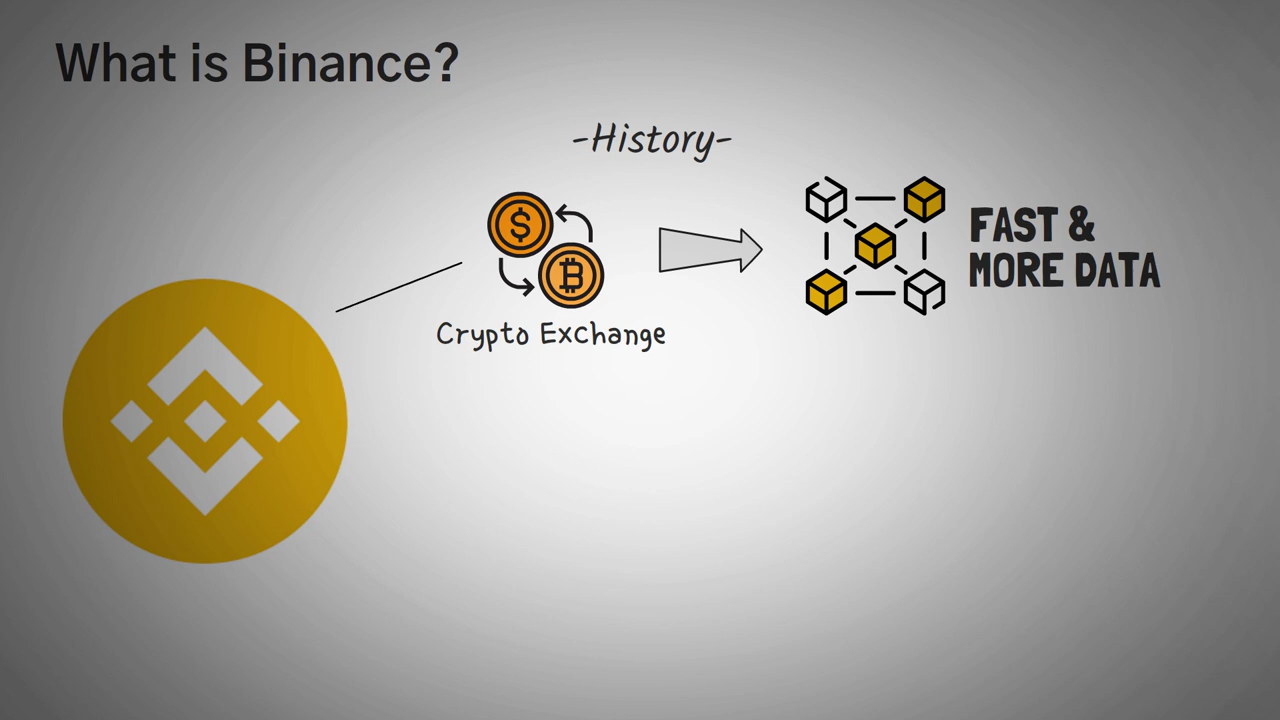 What is Binance?
-History-
FAST &
MORE DATA
Crypto Exchange